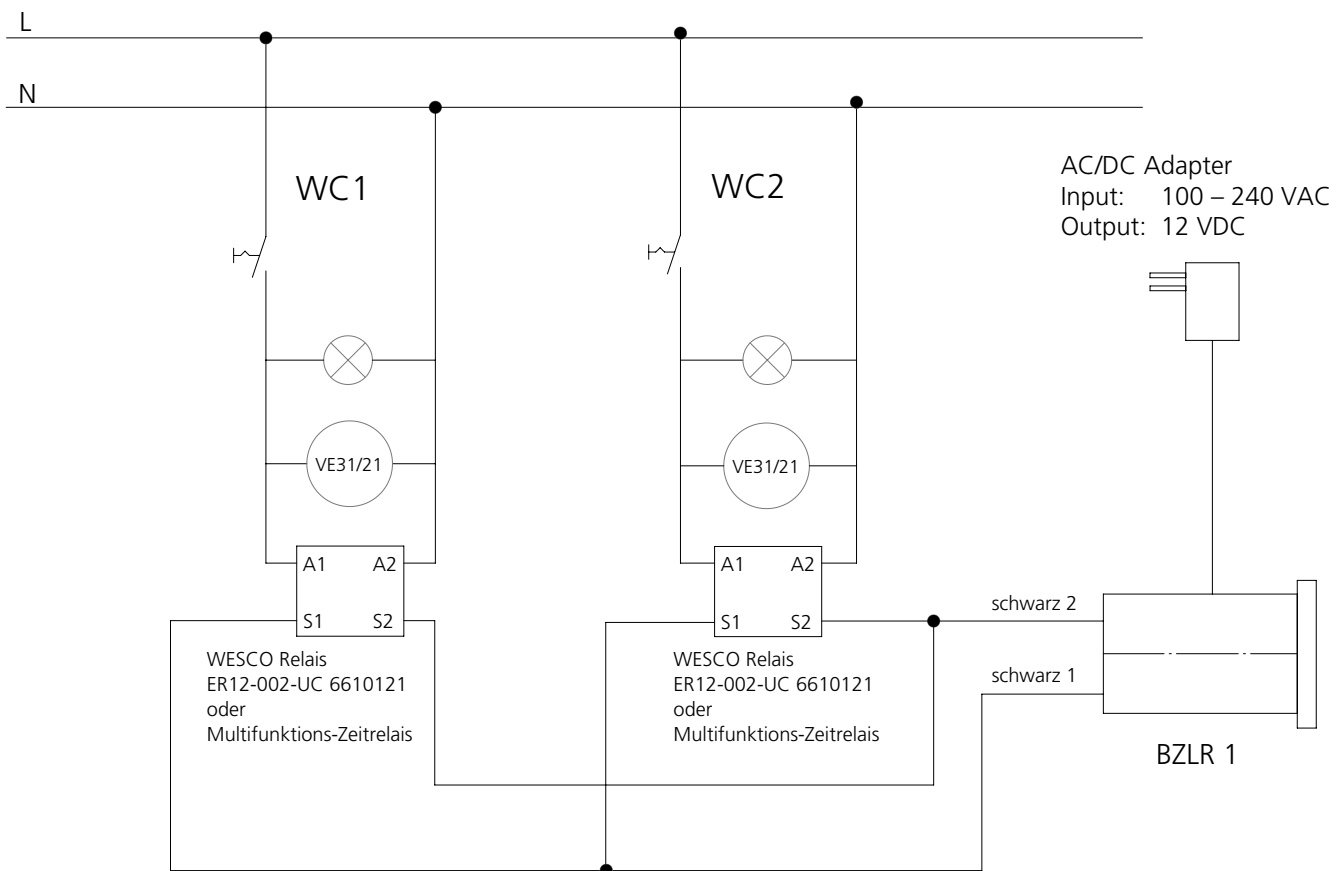 L
N
WC1
WC2
AC/DC Adapter
Input: 100 – 240 VAC
Output: 12 VDC
VE31/21
VE31/21
A1 A2
S1 S2
A1 A2
S1 S2
schwarz 2
schwarz 1
WESCO Relais
ER12-002-UC 6610121
oder
Multifunktions-Zeitrelais
WESCO Relais
ER12-002-UC 6610121
oder
Multifunktions-Zeitrelais
BZLR 1